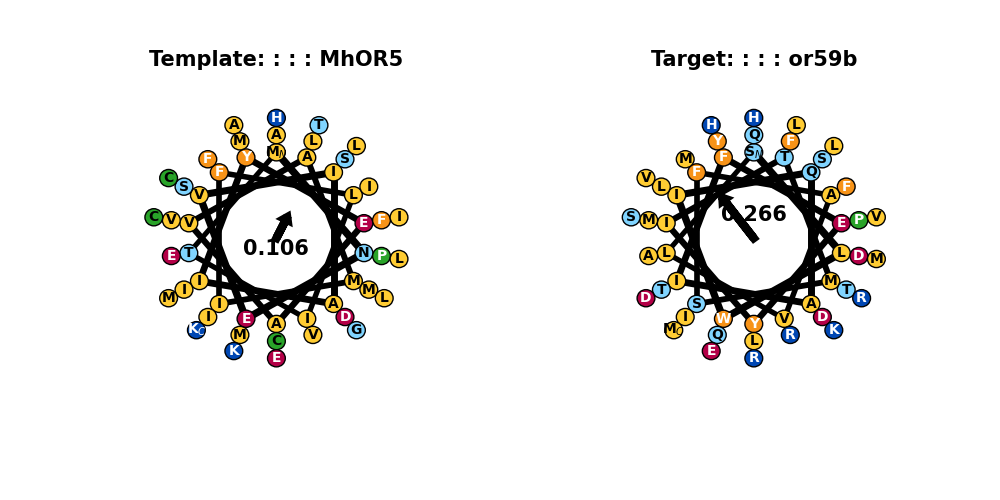 Template: : : : MhOR5
H
A T
M A L L
F Y M N A S
F I
C S V L I
C V V E F I
0.106
E T N P L
M I I M M L
K C I I A D G
E A I
M C V
K E
Target: : : : or59b
H H L
Y Q F L
M F S N T S
F Q
V L I A F
0.266
S M I E P V
A L L D M
D T I M T R
M C I S A D K
W Y V
Q L R
E R